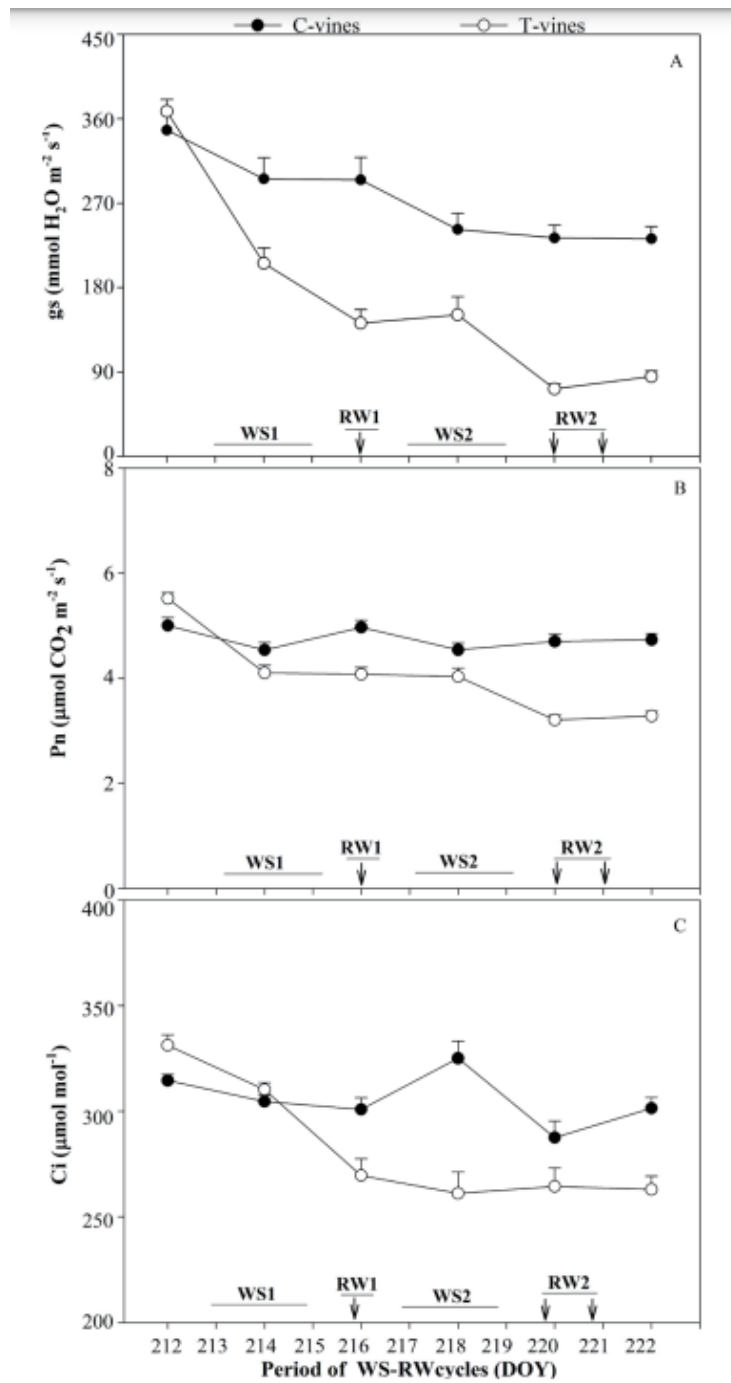 C-vines T-vines
450
A
360
270
180
90
0
gs (mmol H₂O m⁻² s⁻¹)
WS1 RW1 WS2 RW2
8
B
6
4
2
0
Pn (µmol CO₂ m⁻² s⁻¹)
WS1 RW1 WS2 RW2
400
C
350
300
250
200
Ci (µmol mol⁻¹)
WS1 RW1 WS2 RW2
212 213 214 215 216 217 218 219 220 221 222
Period of WS-RWcycles (DOY)